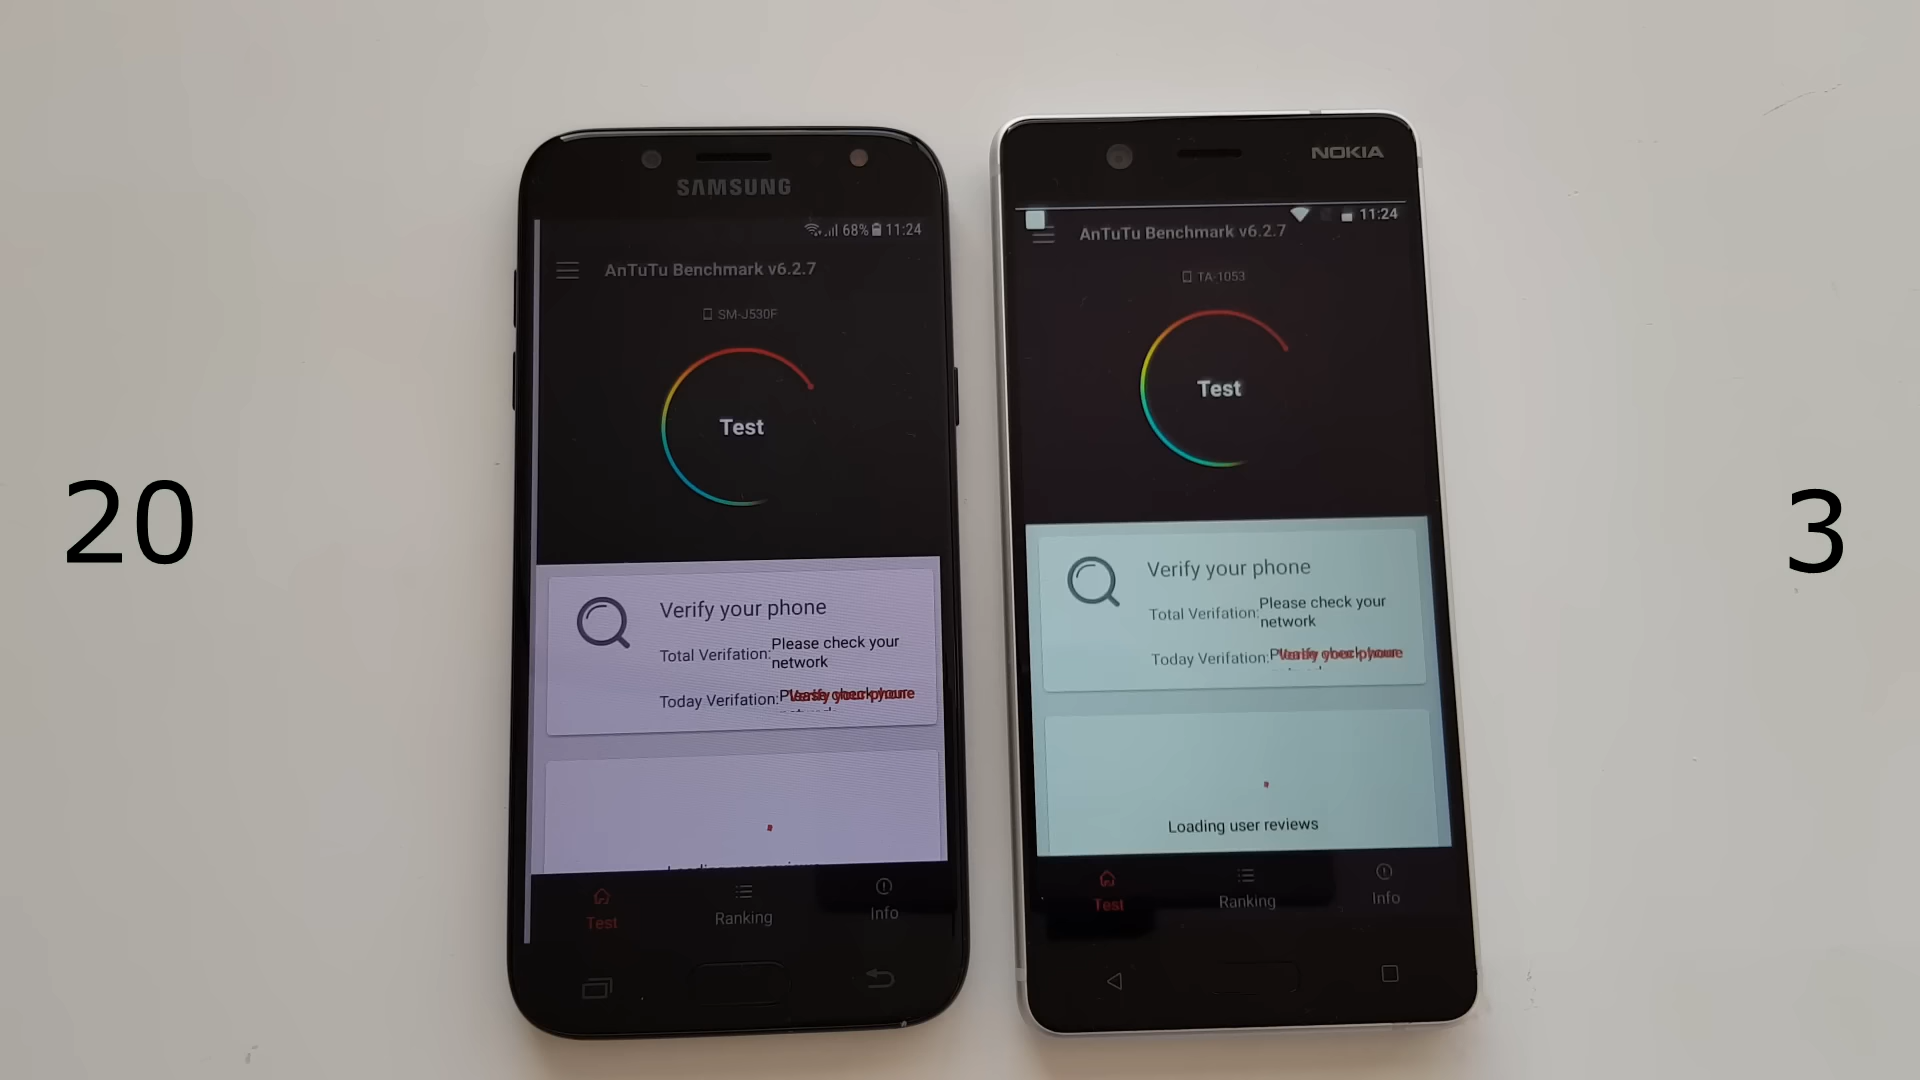 20
SAMSUNG
68% 11:24
AnTuTu Benchmark v6.2.7
SM-J530F
Test
Verify your phone
Total Verifation: Please check your
network
Today Verifation:
Test
Ranking
Info
NOKIA
11:24
AnTuTu Benchmark v6.2.7
TA-1053
Test
Verify your phone
Total Verifation: Please check your
network
Today Verifation:
Loading user reviews
Test
Ranking
Info
3